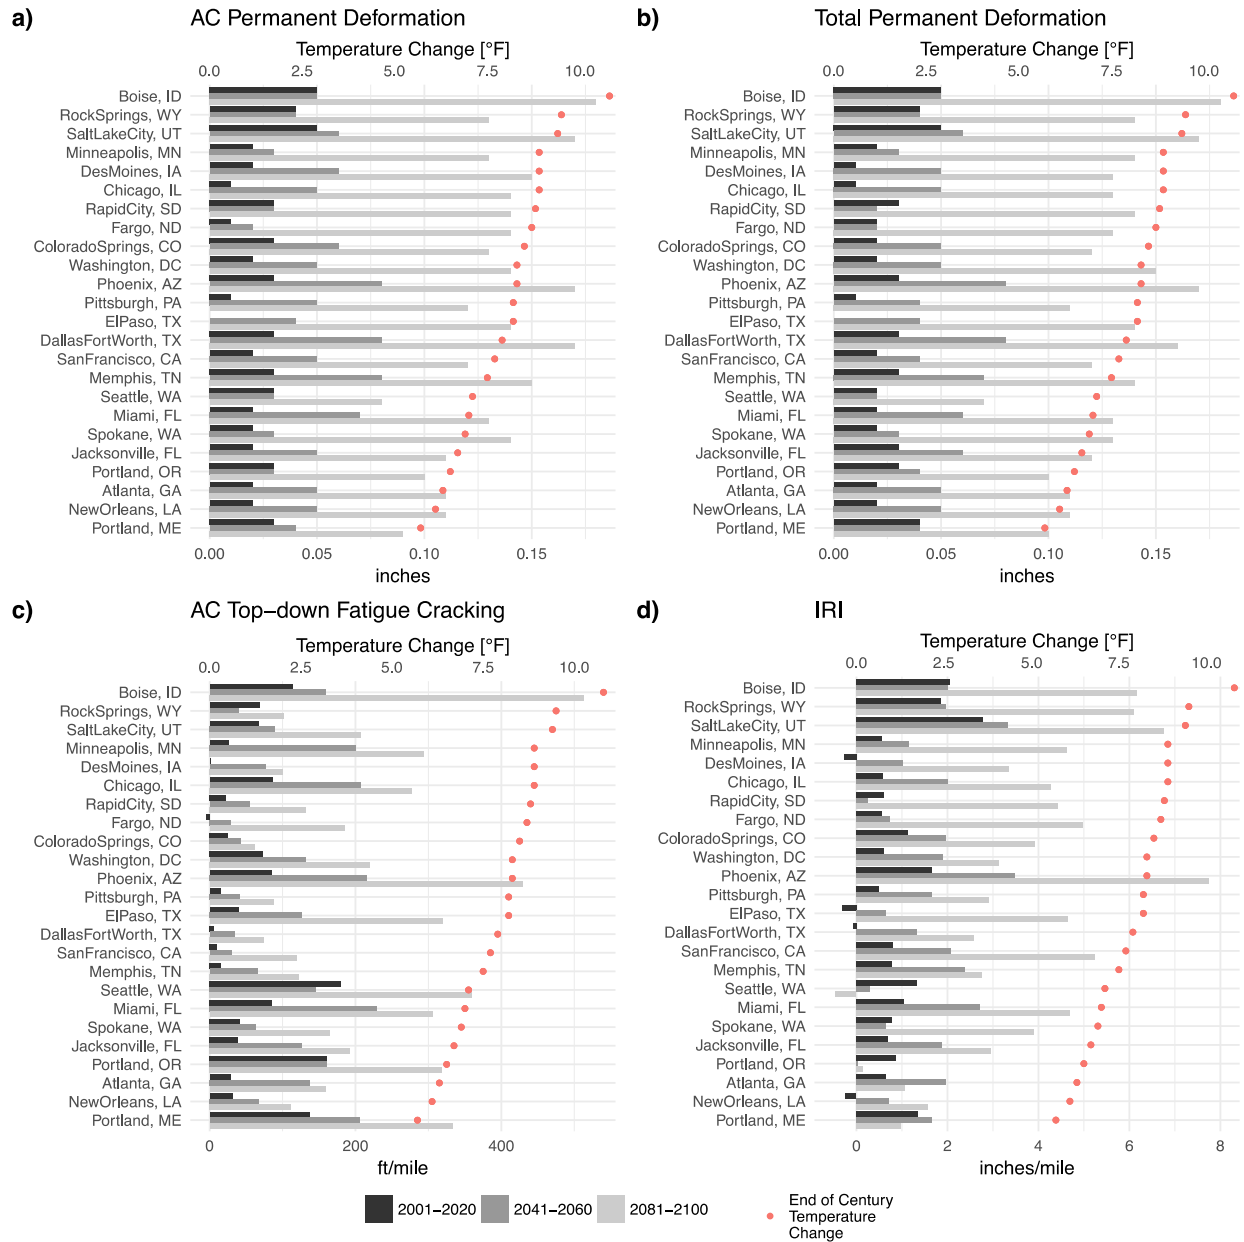 a) AC Permanent Deformation
Temperature Change [°F]
0.0 2.5 5.0 7.5 10.0
Boise, ID
RockSprings, WY
SaltLakeCity, UT
Minneapolis, MN
DesMoines, IA
Chicago, IL
RapidCity, SD
Fargo, ND
ColoradoSprings, CO
Washington, DC
Phoenix, AZ
Pittsburgh, PA
ElPaso, TX
DallasFortWorth, TX
SanFrancisco, CA
Memphis, TN
Seattle, WA
Miami, FL
Spokane, WA
Jacksonville, FL
Portland, OR
Atlanta, GA
NewOrleans, LA
Portland, ME
0.00 0.05 0.10 0.15
inches
b) Total Permanent Deformation
Temperature Change [°F]
0.0 2.5 5.0 7.5 10.0
Boise, ID
RockSprings, WY
SaltLakeCity, UT
Minneapolis, MN
DesMoines, IA
Chicago, IL
RapidCity, SD
Fargo, ND
ColoradoSprings, CO
Washington, DC
Phoenix, AZ
Pittsburgh, PA
ElPaso, TX
DallasFortWorth, TX
SanFrancisco, CA
Memphis, TN
Seattle, WA
Miami, FL
Spokane, WA
Jacksonville, FL
Portland, OR
Atlanta, GA
NewOrleans, LA
Portland, ME
0.00 0.05 0.10 0.15
inches
c) AC Top−down Fatigue Cracking
Temperature Change [°F]
0.0 2.5 5.0 7.5 10.0
Boise, ID
RockSprings, WY
SaltLakeCity, UT
Minneapolis, MN
DesMoines, IA
Chicago, IL
RapidCity, SD
Fargo, ND
ColoradoSprings, CO
Washington, DC
Phoenix, AZ
Pittsburgh, PA
ElPaso, TX
DallasFortWorth, TX
SanFrancisco, CA
Memphis, TN
Seattle, WA
Miami, FL
Spokane, WA
Jacksonville, FL
Portland, OR
Atlanta, GA
NewOrleans, LA
Portland, ME
0 200 400
ft/mile
d) IRI
Temperature Change [°F]
0.0 2.5 5.0 7.5 10.0
Boise, ID
RockSprings, WY
SaltLakeCity, UT
Minneapolis, MN
DesMoines, IA
Chicago, IL
RapidCity, SD
Fargo, ND
ColoradoSprings, CO
Washington, DC
Phoenix, AZ
Pittsburgh, PA
ElPaso, TX
DallasFortWorth, TX
SanFrancisco, CA
Memphis, TN
Seattle, WA
Miami, FL
Spokane, WA
Jacksonville, FL
Portland, OR
Atlanta, GA
NewOrleans, LA
Portland, ME
0 2 4 6 8
inches/mile
2001−2020 2041−2060 2081−2100
End of Century
Temperature
Change